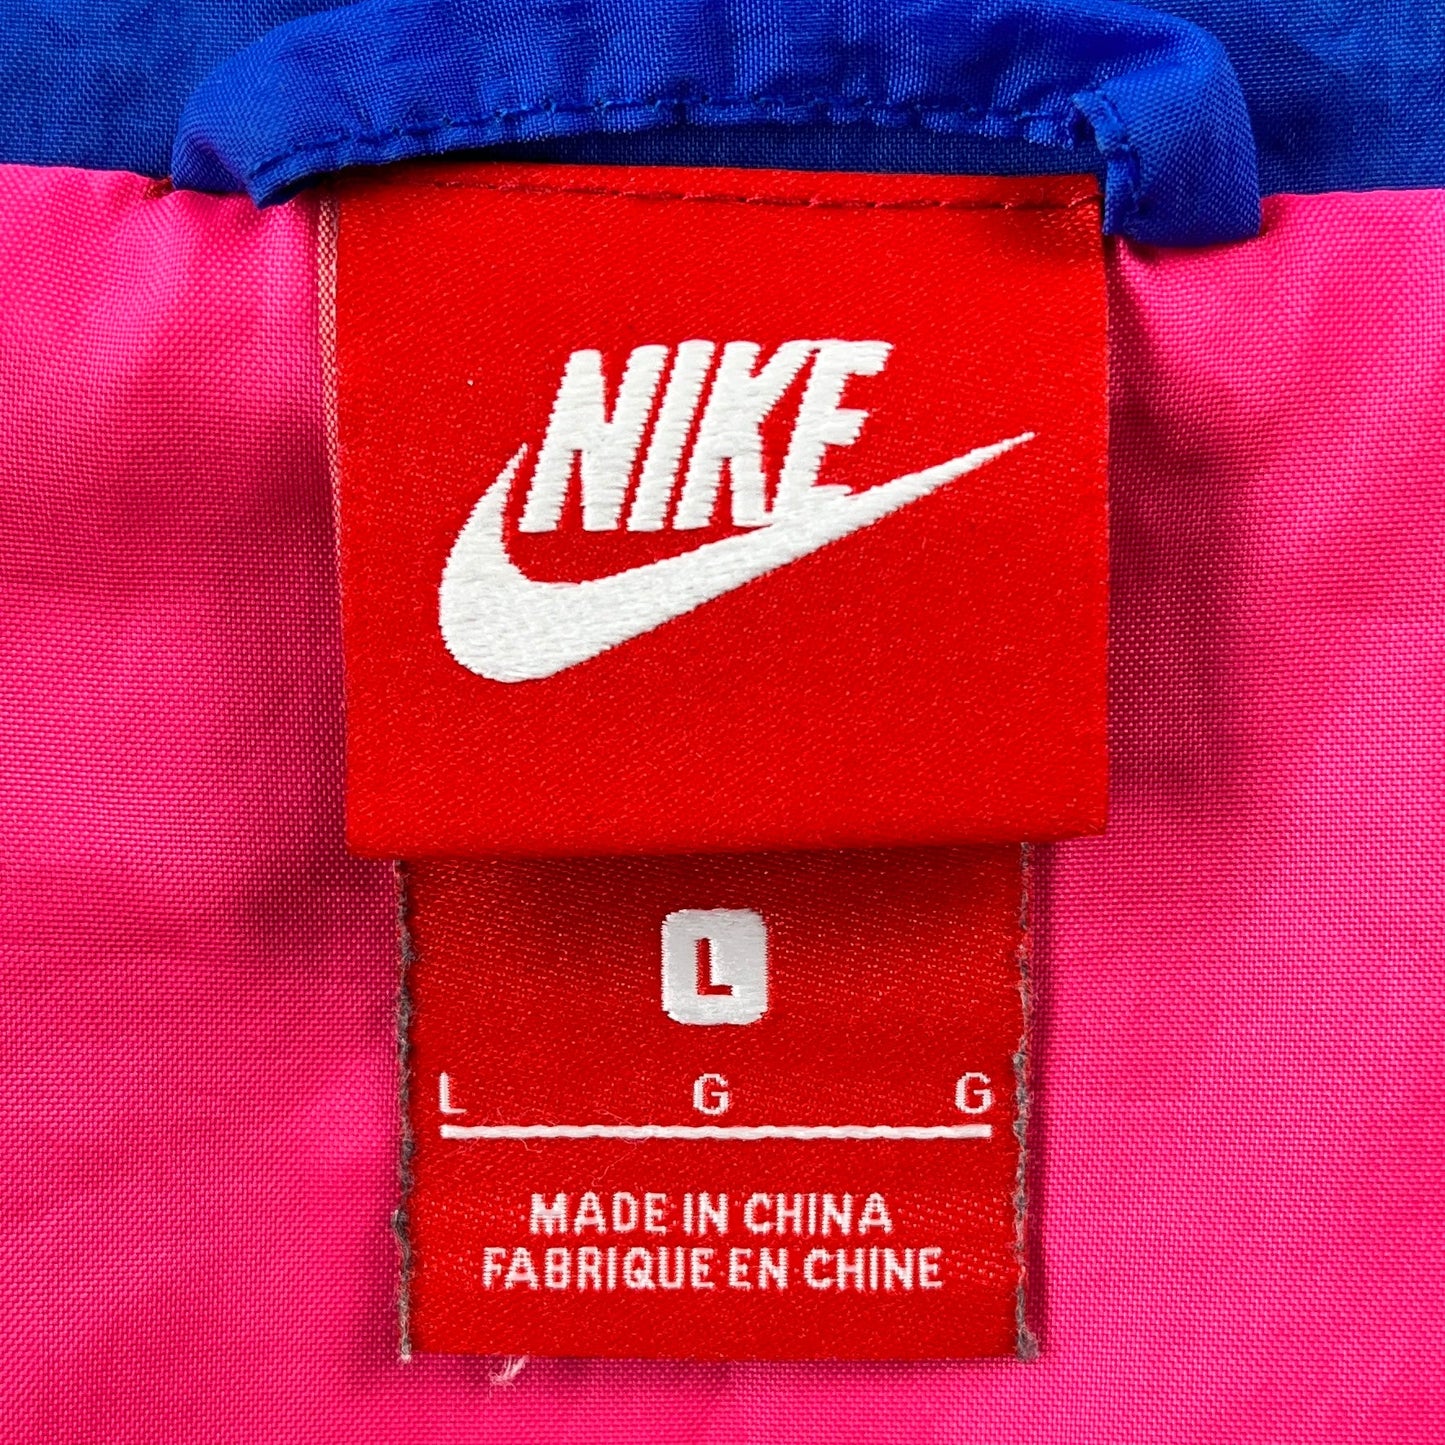 NIKE
L
L G G
MADE IN CHINA
FABRIQUE EN CHINE